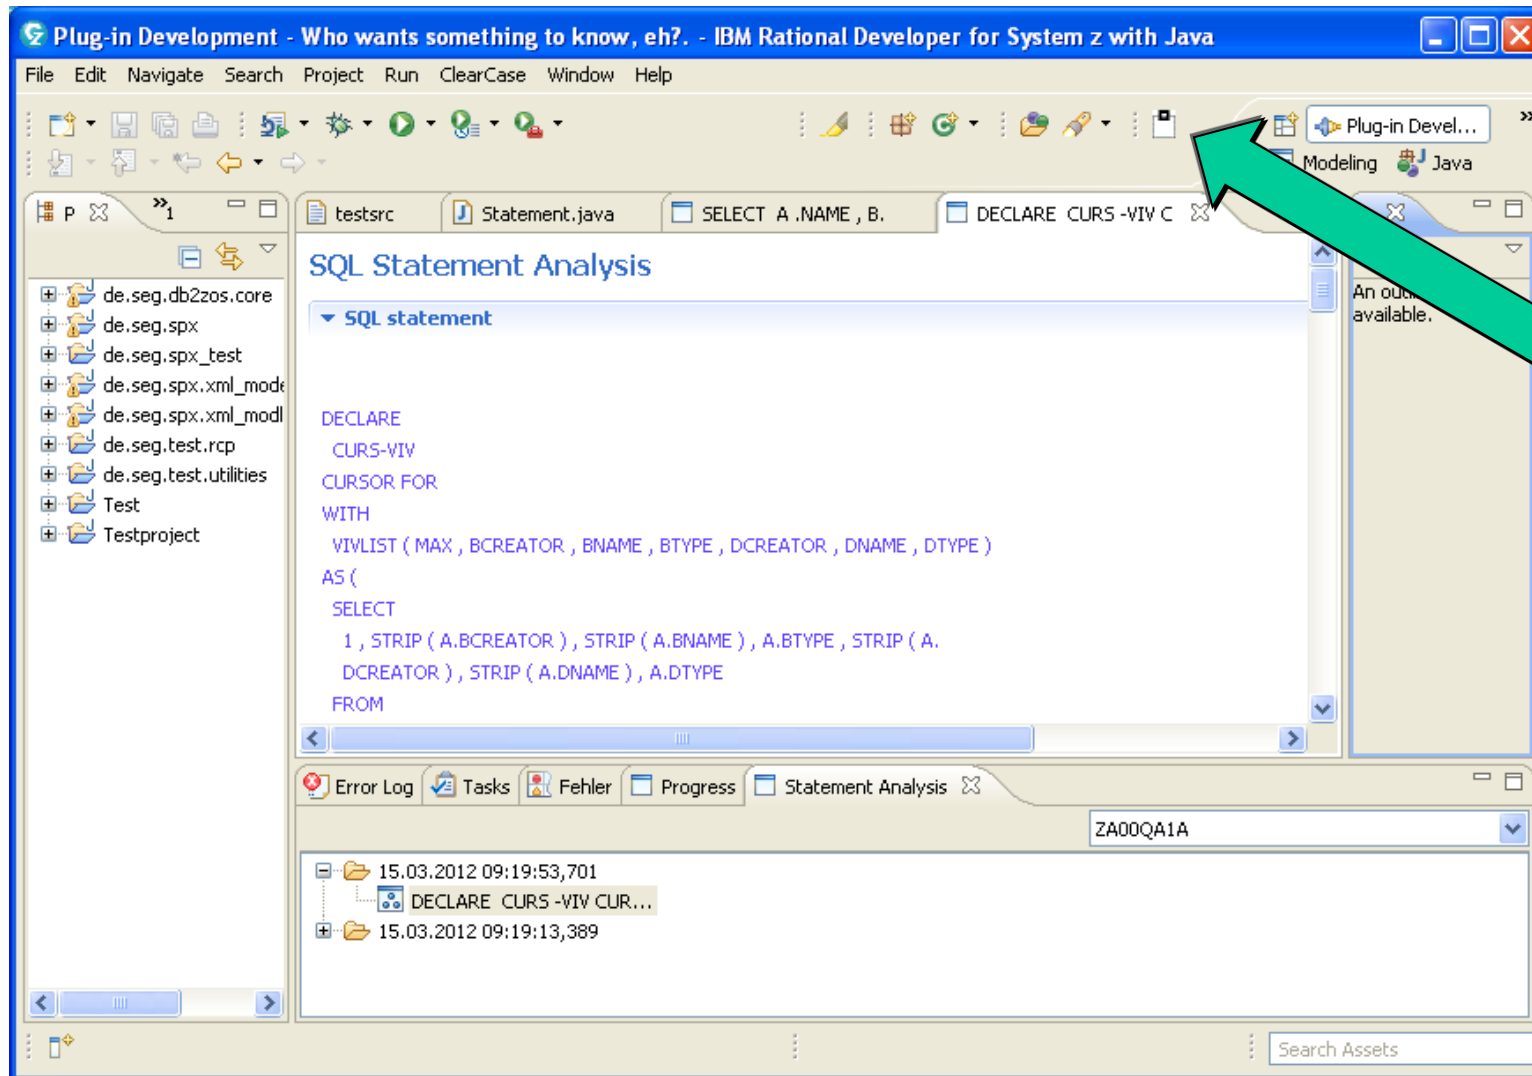 Plug-in Development - Who wants something to know, eh?. - IBM Rational Developer for System z with Java
File Edit Navigate Search Project Run ClearCase Window Help
Plug-in Devel...
Modeling Java
P
1
testsrc
Statement.java
SELECT A .NAME , B.
DECLARE CURS -VIV C
de.seg.db2zos.core
de.seg.spx
de.seg.spx_test
de.seg.spx.xml_mode
de.seg.spx.xml_modl
de.seg.test.rcp
de.seg.test.utilities
Test
Testproject
SQL Statement Analysis
SQL statement
DECLARE
CURS-VIV
CURSOR FOR
WITH
VIVLIST ( MAX , BCREATOR , BNAME , BTYPE , DCREATOR , DNAME , DTYPE )
AS (
SELECT
1 , STRIP ( A.BCREATOR ) , STRIP ( A.BNAME ) , A.BTYPE , STRIP ( A.
DCREATOR ) , STRIP ( A.DNAME ) , A.DTYPE
FROM
An
available.
Error Log
Tasks
Fehler
Progress
Statement Analysis
ZA00QA1A
15.03.2012 09:19:53,701
DECLARE CURS -VIV CUR...
15.03.2012 09:19:13,389
Search Assets